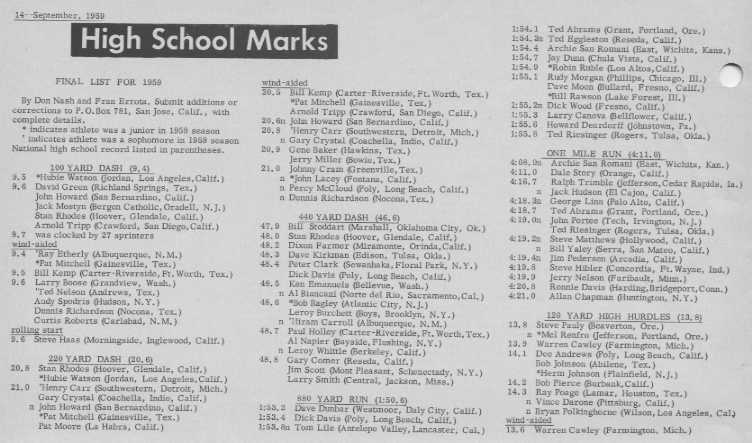 14--September, 1959
High School Marks
FINAL LIST FOR 1959
By Don Nash and Fran Errota. Submit additions or
corrections to P.O.Box 781, San Jose, Calif., with
complete details.
* indicates athlete was a junior in 1959 season
' indicates athlete was a sophomore in 1959 season
National high school record listed in parentheses.
100 YARD DASH (9,4)
9.5 *Hubie Watson (Jordan, Los Angeles,Calif.)
9.6 David Green (Richland Springs, Tex.)
John Howard (San Bernardino, Calif.)
Jack Mostyn (Bergen Catholic, Oradell, N.J.)
Stan Rhodes (Hoover, Glendale, Calif.)
Arnold Tripp (Crawford, San Diego,Calif.)
9.7 was clocked by 27 sprinters
wind-aided
9.4 'Ray Etherly (Albuquerque, N.M.)
*Pat Mitchell (Gainesville, Tex.)
9.5 Bill Kemp (Carter-Riverside,Ft.Worth, Tex.)
9.6 Larry Boose (Grandview, Wash.)
'Ted Nelson (Andrews, Tex.)
Andy Spodris (Hudson, N.Y.)
Dennis Richardson (Nocona, Tex.)
Curtis Roberts (Carlsbad, N.M.)
rolling start
9.6 Steve Haas (Morningside, Inglewood, Calif.)
220 YARD DASH (20,6)
20.8 Stan Rhodes (Hoover, Glendale, Calif.)
*Hubie Watson (Jordan, Los Angeles,Calif.)
21.0 'Henry Carr (Southwestern, Detroit, Mich.)
Gary Crystal (Coachella, Indio, Calif.)
n John Howard (San Bernardino, Calif.)
*Pat Mitchell (Gainesville, Tex.)
Pat Moore (La Habra, Calif.)
wind-aided
20.5 Bill Kemp (Carter-Riverside,Ft.Worth, Tex.)
*Pat Mitchell (Gainesville, Tex.)
Arnold Tripp (Crawford, San Diego, Calif.)
20.6n John Howard (San Bernardino, Calif.)
20.8 'Henry Carr (Southwestern, Detroit, Mich.)
n Gary Crystal (Coachella, Indio, Calif.)
20.9 Gene Baker (Hawkins, Tex.)
Jerry Miller (Bowie,Tex.)
21.0 Johnny Cram (Greenville,Tex.)
n *John Lacy (Fontana, Calif.)
n Percy McCloud (Poly, Long Beach, Calif.)
n Dennis Richardson (Nocona,Tex.)
440 YARD DASH (46,6)
47.9 Bill Stoddart (Marshall, Oklahoma City, Ok.)
48.0 Stan Rhodes (Hoover, Glendale, Calif.)
48.2 Dixon Farmer (Miramonte, Orinda,Calif.)
48.3 Dave Kirkman (Edison, Tulsa, Okla.)
48.4 Peter Clark (Sewanhaka,Floral Park, N.Y.)
Dick Davis (Poly, Long Beach, Calif.)
48.5 Ken Emanuels (Bellevue, Wash.)
n Al Biancani (Norte del Rio, Sacramento,Cal.)
48.6 *Bob Slagley (Atlantic City, N.J.)
Leroy Burchett (Boys, Brooklyn, N.Y.)
n 'Hiram Carroll (Albuquerque, N.M.)
48.7 Paul Holley (Carter-Riverside, Ft. Worth,Tex.)
Al Napier (Bayside,Flushing, N.Y.)
n Leroy Whittle (Berkeley, Calif.)
48.8 Gary Comer (Reseda, Calif.)
Jim Scott (Mont Pleasant, Schenectady, N.Y.)
Larry Smith (Central, Jackson, Miss.)
880 YARD RUN (1:50,6)
1:53.2 Dave Dunbar (Westmoor, Daly City, Calif.)
1:53.4 Dick Davis (Poly, Long Beach, Calif.)
1:53.8n Tom Lile (Antelope Valley,Lancaster, Cal.)
1:54.1 Ted Abrams (Grant, Portland, Ore.)
1:54.2n Ted Eggleston (Reseda, Calif.)
1:54.4 Archie San Romani (East, Wichita, Kans.)
1:54.7 Jay Dunn (Chula Vista, Calif.)
1:54.9 *Robin Ruble (Los Altos,Calif.)
1:55.1 Rudy Morgan (Phillips, Chicago, Ill.)
Dave Moon (Bullard, Fresno, Calif.)
*Bill Rawson (Lake Forest, Ill.)
1:55.2n Dick Wood (Fresno, Calif.)
1:55.3 Larry Canova (Bellflower, Calif.)
1:55.6 Howard Deardorff (Johnstown, Pa.)
1:55.8 Ted Riesinger (Rogers, Tulsa, Okla.)
ONE MILE RUN (4:11,0)
4:08.9n Archie San Romani (East, Wichita, Kan.)
4:11.0 Dale Story (Orange, Calif.)
4:16.7 Ralph Trimble (Jefferson,Cedar Rapids, Ia.)
n Jack Hudson (El Cajon, Calif.)
4:18.3n George Linn (Palo Alto, Calif.)
4:18.7 Ted Abrams (Grant, Portland, Ore.)
4:19.0n John Portee (Tech, Irvington, N.J.)
Ted Riesinger (Rogers, Tulsa, Okla.)
4:19.2n Steve Matthews (Hollywood, Calif.)
n Bill Yaley (Serra, San Mateo, Calif.)
4:19.4n Jim Pederson (Arcadia, Calif.)
4:19.8 Steve Hibler (Concordia, Ft.Wayne, Ind.)
4:19.9 Jerry Nelson (Faribault, Minn.)
4:20.8 Ronnie Davis (Harding,Bridgeport,Conn.)
4:21.0 Allan Chapman (Huntington, N.Y.)
120 YARD HIGH HURDLES (13,8)
13.8 Steve Pauly (Beaverton, Ore.)
n *Mel Renfro (Jefferson, Portland, Ore.)
13.9 Warren Cawley (Farmington, Mich.)
14.1 Dee Andrews (Poly, Long Beach, Calif.)
Bob Johnson (Abilene, Tex.)
*Herm Johnson (Plainfield, N.J.)
14.2 Bob Pierce (Burbank,Calif.)
14.3 Ray Poage (Lamar, Houston, Tex.)
n Vince Darone (Pittsburg, Calif.)
n Bryan Polkinghorne (Wilson,Los Angeles, Cal.)
wind-aided
13.6 Warren Cawley (Farmington, Mich.)